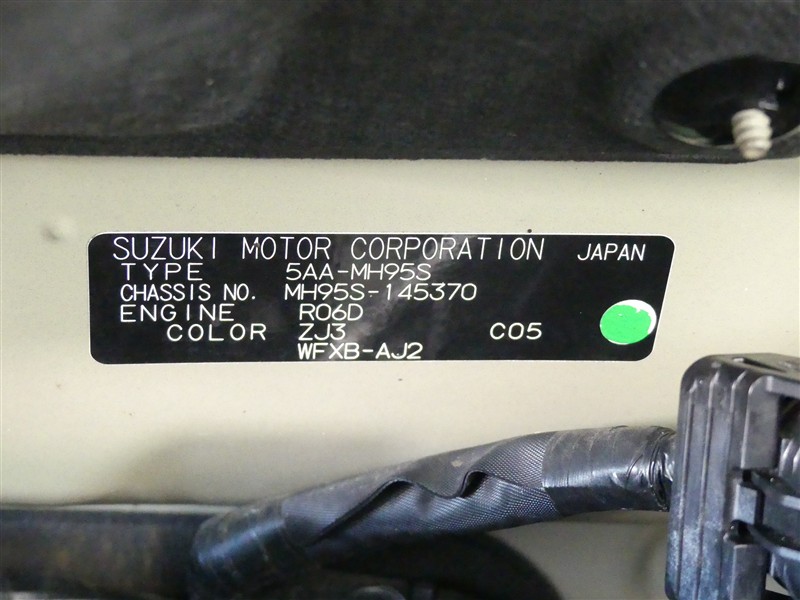 SUZUKI MOTOR CORPORATION JAPAN
TYPE 5AA-MH95S
CHASSIS NO. MH95S-145370
ENGINE R06D
COLOR ZJ3 C05
WFXB-AJ2